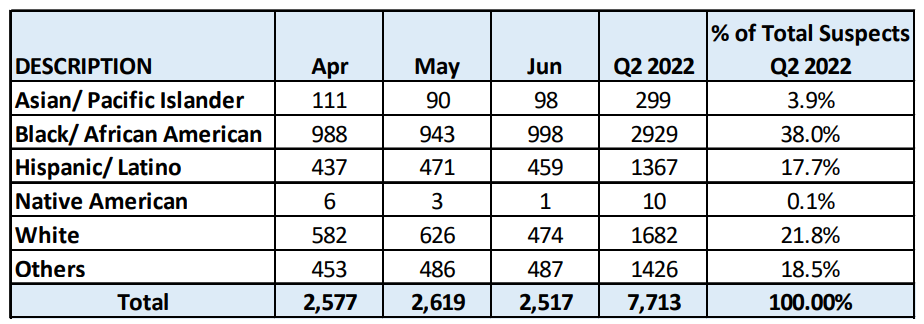 % of Total Suspects
DESCRIPTION Apr May Jun Q2 2022 Q2 2022
Asian/ Pacific Islander 111 90 98 299 3.9%
Black/ African American 988 943 998 2929 38.0%
Hispanic/ Latino 437 471 459 1367 17.7%
Native American 6 3 1 10 0.1%
White 582 626 474 1682 21.8%
Others 453 486 487 1426 18.5%
Total 2,577 2,619 2,517 7,713 100.00%